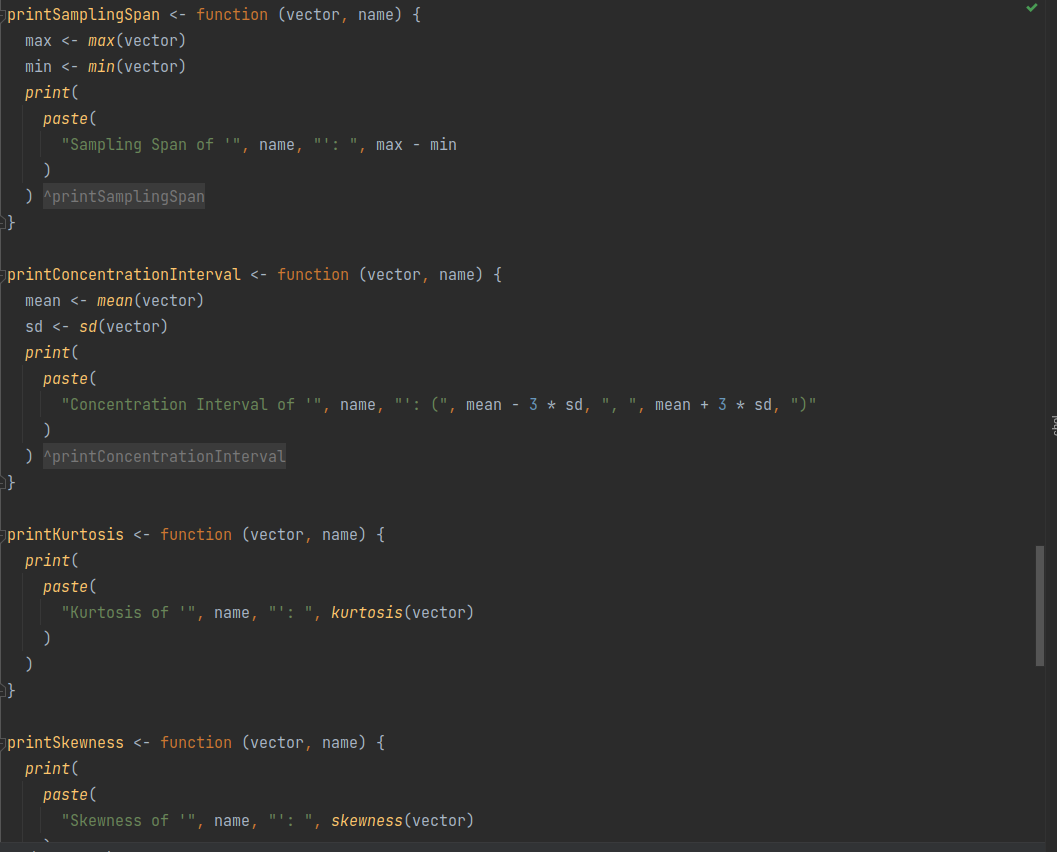 printSamplingSpan <- function (vector, name) {
  max <- max(vector)
  min <- min(vector)
  print(
    paste(
      "Sampling Span of '", name, "': ", max - min
    )
  ) ^printSamplingSpan
}

printConcentrationInterval <- function (vector, name) {
  mean <- mean(vector)
  sd <- sd(vector)
  print(
    paste(
      "Concentration Interval of '", name, "': (", mean - 3 * sd, ", ", mean + 3 * sd, ")"
    )
  ) ^printConcentrationInterval
}

printKurtosis <- function (vector, name) {
  print(
    paste(
      "Kurtosis of '", name, "': ", kurtosis(vector)
    )
  )
}

printSkewness <- function (vector, name) {
  print(
    paste(
      "Skewness of '", name, "': ", skewness(vector)